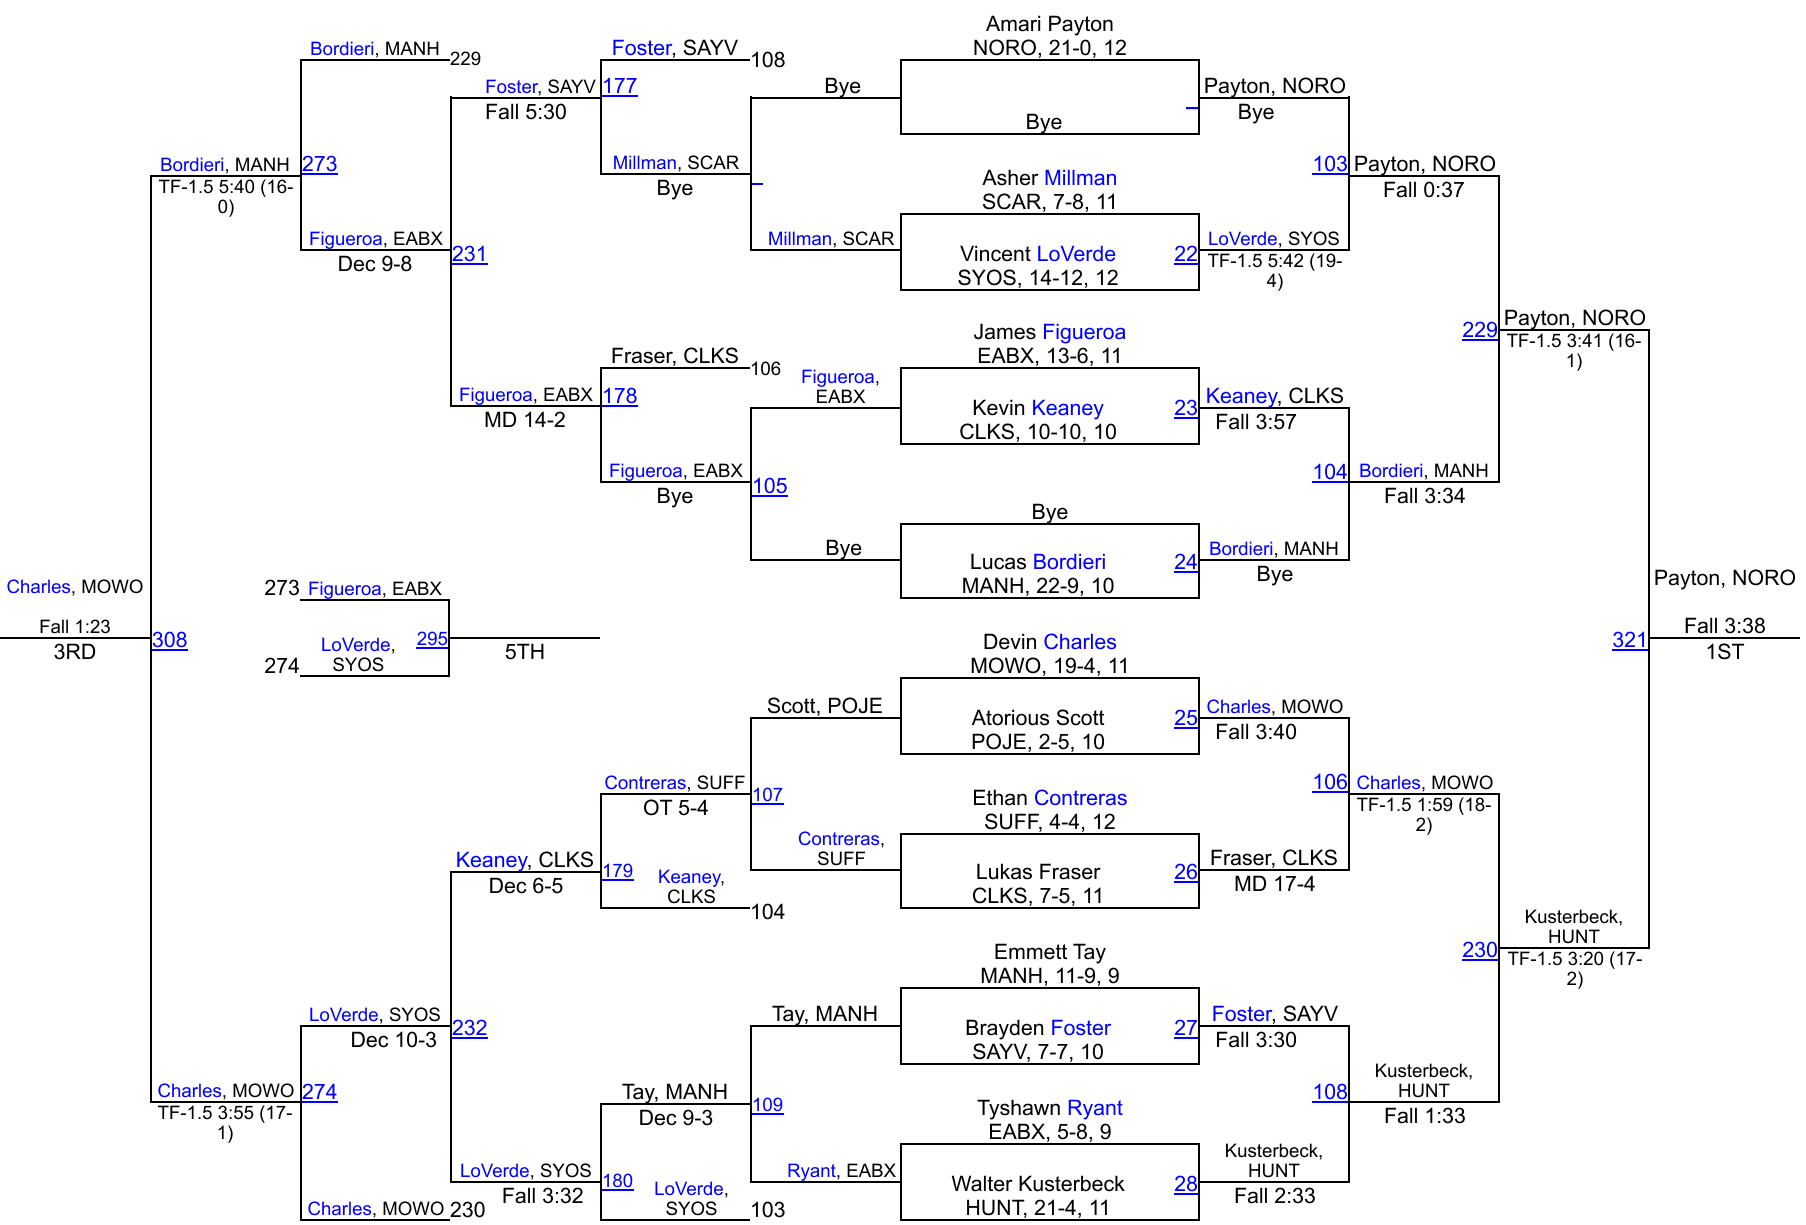 Amari Payton
NORO, 21-0, 12
Bye
Asher Millman
SCAR, 7-8, 11
Vincent LoVerde
SYOS, 14-12, 12
22
James Figueroa
EABX, 13-6, 11
Kevin Keaney
CLKS, 10-10, 10
23
Bye
Lucas Bordieri
MANH, 22-9, 10
24
Devin Charles
MOWO, 19-4, 11
Atorious Scott
POJE, 2-5, 10
25
Ethan Contreras
SUFF, 4-4, 12
Lukas Fraser
CLKS, 7-5, 11
26
Emmett Tay
MANH, 11-9, 9
Brayden Foster
SAYV, 7-7, 10
27
Tyshawn Ryant
EABX, 5-8, 9
Walter Kusterbeck
HUNT, 21-4, 11
28
Payton, NORO
Bye
103
LoVerde, SYOS
TF-1.5 5:42 (19-
4)
Keaney, CLKS
Fall 3:57
104
Bordieri, MANH
Bye
Charles, MOWO
Fall 3:40
106
Fraser, CLKS
MD 17-4
Foster, SAYV
Fall 3:30
108
Kusterbeck,
HUNT
Fall 2:33
Payton, NORO
Fall 0:37
229
Bordieri, MANH
Fall 3:34
Charles, MOWO
TF-1.5 1:59 (18-
2)
230
Kusterbeck,
HUNT
Fall 1:33
Payton, NORO
TF-1.5 3:41 (16-
1)
321
Kusterbeck,
HUNT
TF-1.5 3:20 (17-
2)
Payton, NORO
Fall 3:38
1ST
Bye
Millman, SCAR
Figueroa,
EABX
105
Bye
Scott, POJE
107
Contreras,
SUFF
Tay, MANH
109
Ryant, EABX
Foster, SAYV
108
177
Millman, SCAR
Bye
Fraser, CLKS
106
178
Figueroa, EABX
Bye
Contreras, SUFF
OT 5-4
179
Keaney,
CLKS
104
Tay, MANH
Dec 9-3
180
LoVerde,
SYOS
103
Foster, SAYV
Fall 5:30
231
Figueroa, EABX
MD 14-2
Keaney, CLKS
Dec 6-5
232
LoVerde, SYOS
Fall 3:32
Bordieri, MANH
229
273
Figueroa, EABX
Dec 9-8
273
Figueroa, EABX
LoVerde,
SYOS
274
295
5TH
LoVerde, SYOS
Dec 10-3
274
Charles, MOWO
230
Bordieri, MANH
TF-1.5 5:40 (16-
0)
308
Charles, MOWO
TF-1.5 3:55 (17-
1)
Charles, MOWO
Fall 1:23
3RD